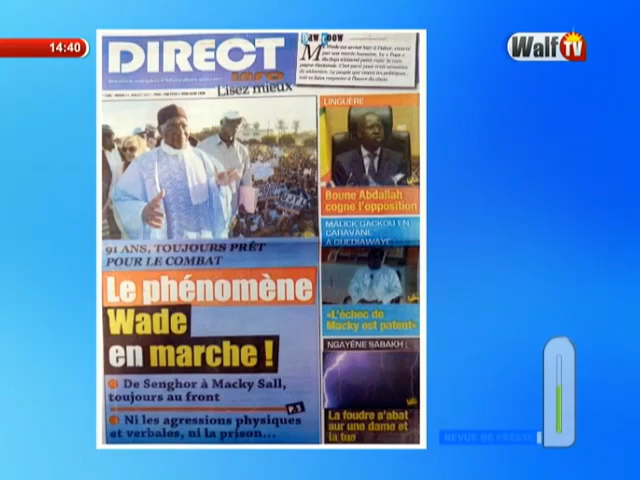 14:40
Walf TV
DIRECT
info
Lisez mieux
91 ANS, TOUJOURS PRÊT
POUR LE COMBAT
Le phénomène
Wade
en marche !
De Senghor à Macky Sall,
toujours au front
P.3
Ni les agressions physiques
et verbales, ni la prison...
LINGUÈRE
Boune Abdallah
cogne l'opposition
MALICK GACKOU EN
CARAVANE
A GUEDIAWAYE
«L'échec de
Macky est patent»
NGAYÈNE SABAKH :
La foudre s'abat
sur une dame et
la tue
REVUE DE PRESSE